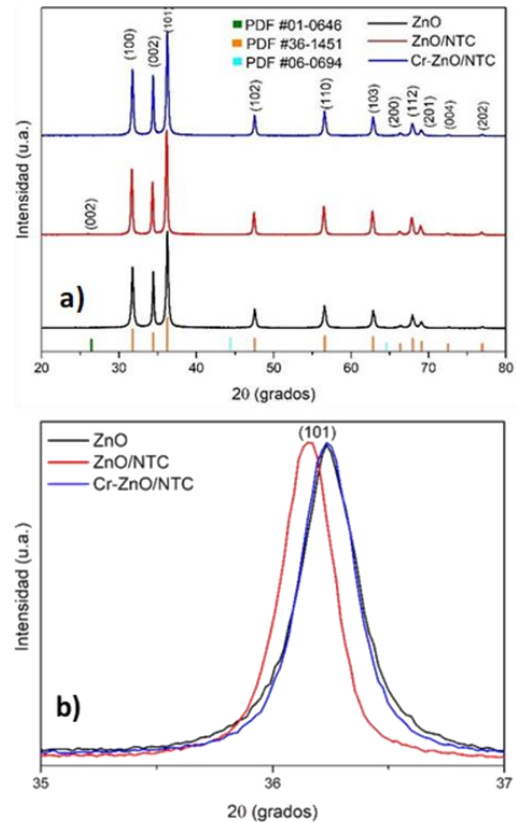 PDF #01-0646
PDF #36-1451
PDF #06-0694
ZnO
ZnO/NTC
Cr-ZnO/NTC
(100)
(002)
(101)
(102)
(110)
(103)
(200)
(112)
(201)
(004)
(202)
(002)
Intensidad (u.a.)
a)
20 30 40 50 60 70 80
2θ (grados)
ZnO
ZnO/NTC
Cr-ZnO/NTC
(101)
Intensidad (u.a.)
b)
35 36 37
2θ (grados)